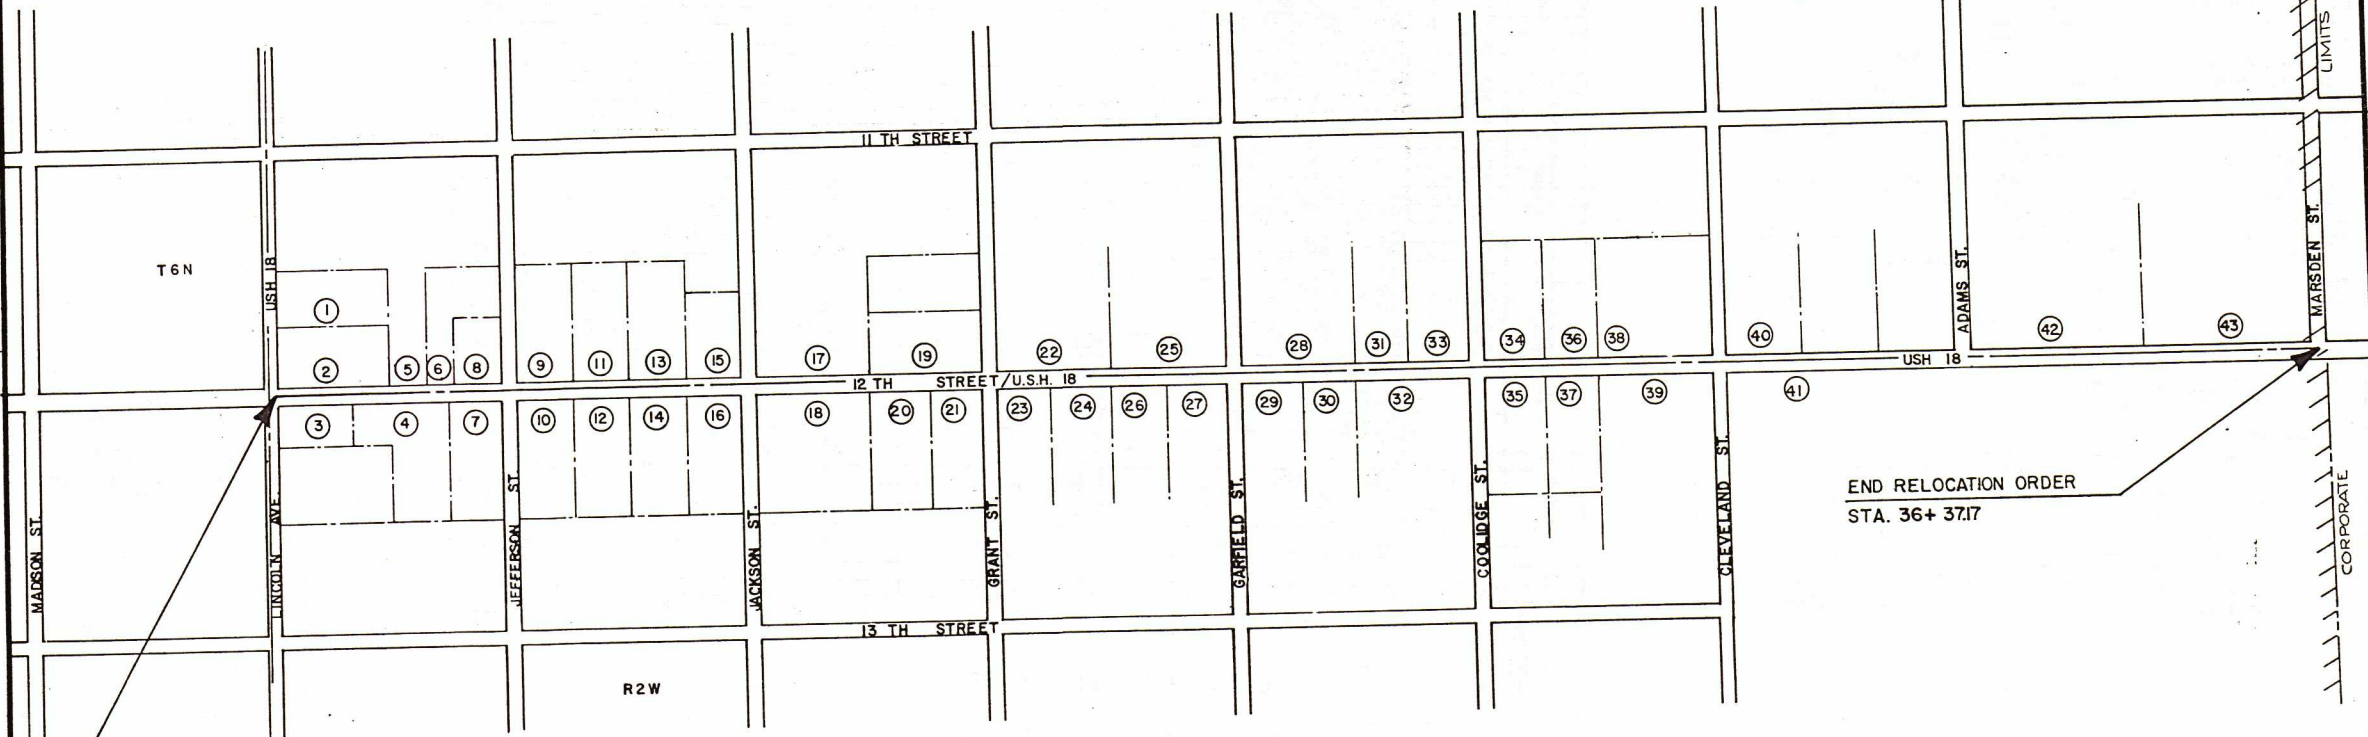 LIMITS
11 TH STREET
T6N
USH 18
MARSDEN ST.
ADAMS ST.
1
2
5
6
8
9
11
13
15
17
19
22
25
28
31
33
34
36
38
40
42
43
12 TH STREET/U.S.H. 18
USH 18
3
4
7
10
12
14
16
18
20
21
23
24
26
27
29
30
32
35
37
39
41
MADISON ST.
LINCOLN AVE.
JEFFERSON ST.
JACKSON ST.
GRANT ST.
GARFIELD ST.
COOLIDGE ST.
CLEVELAND ST.
END RELOCATION ORDER
STA. 36+ 37.17
CORPORATE
13 TH STREET
R2W